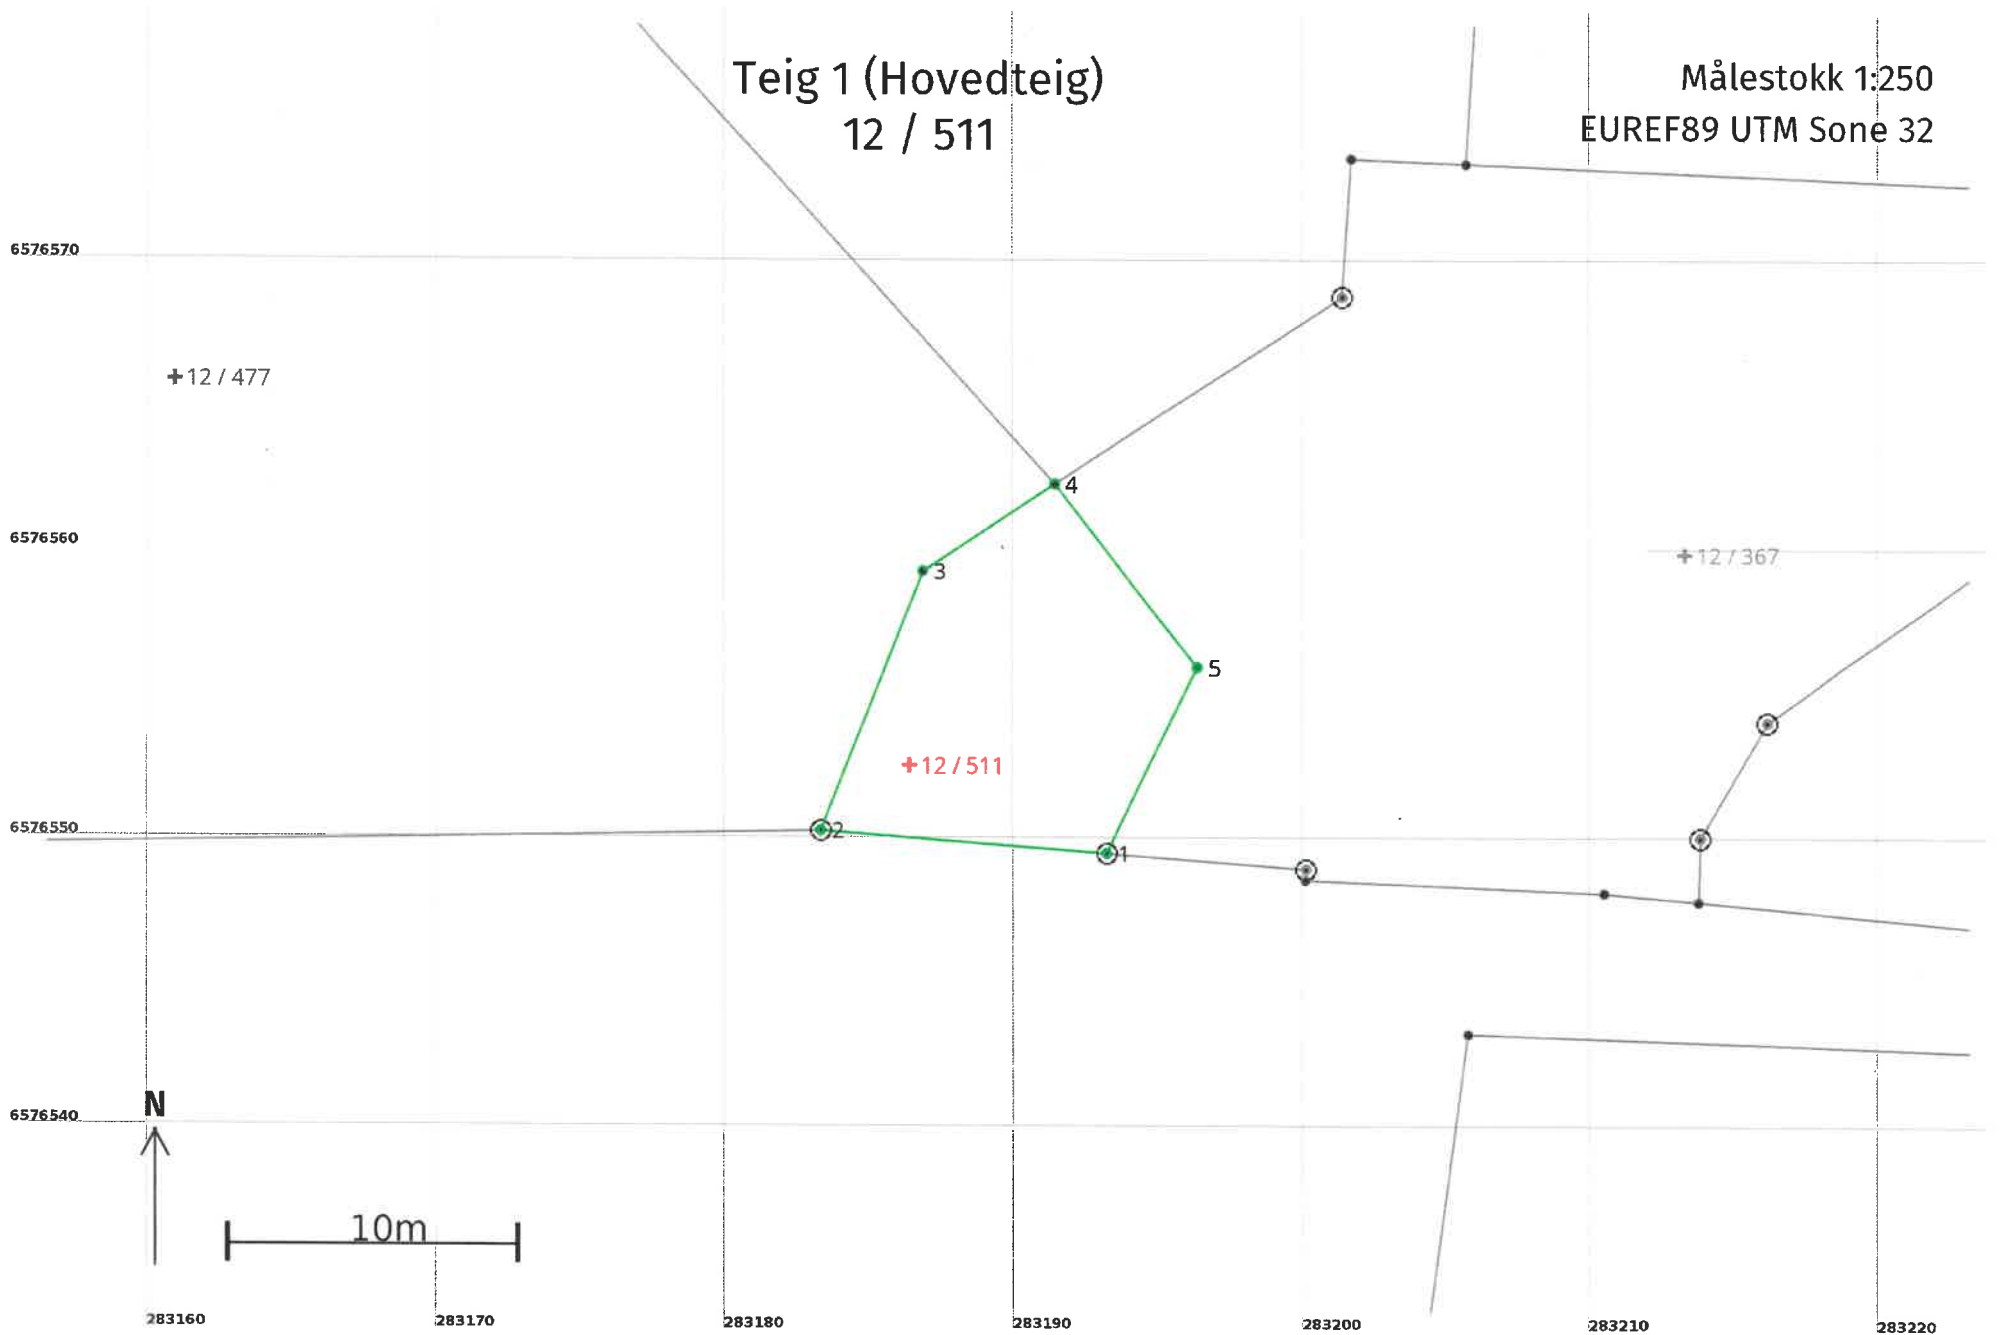 Teig 1 (Hovedteig)
12 / 511
Målestokk 1:250
EUREF89 UTM Sone 32
6576570
+12 / 477
4
6576560
+12 / 367
3
5
+12 / 511
6576550
2
1
6576540
N
10m
283160
283170
283180
283190
283200
283210
283220